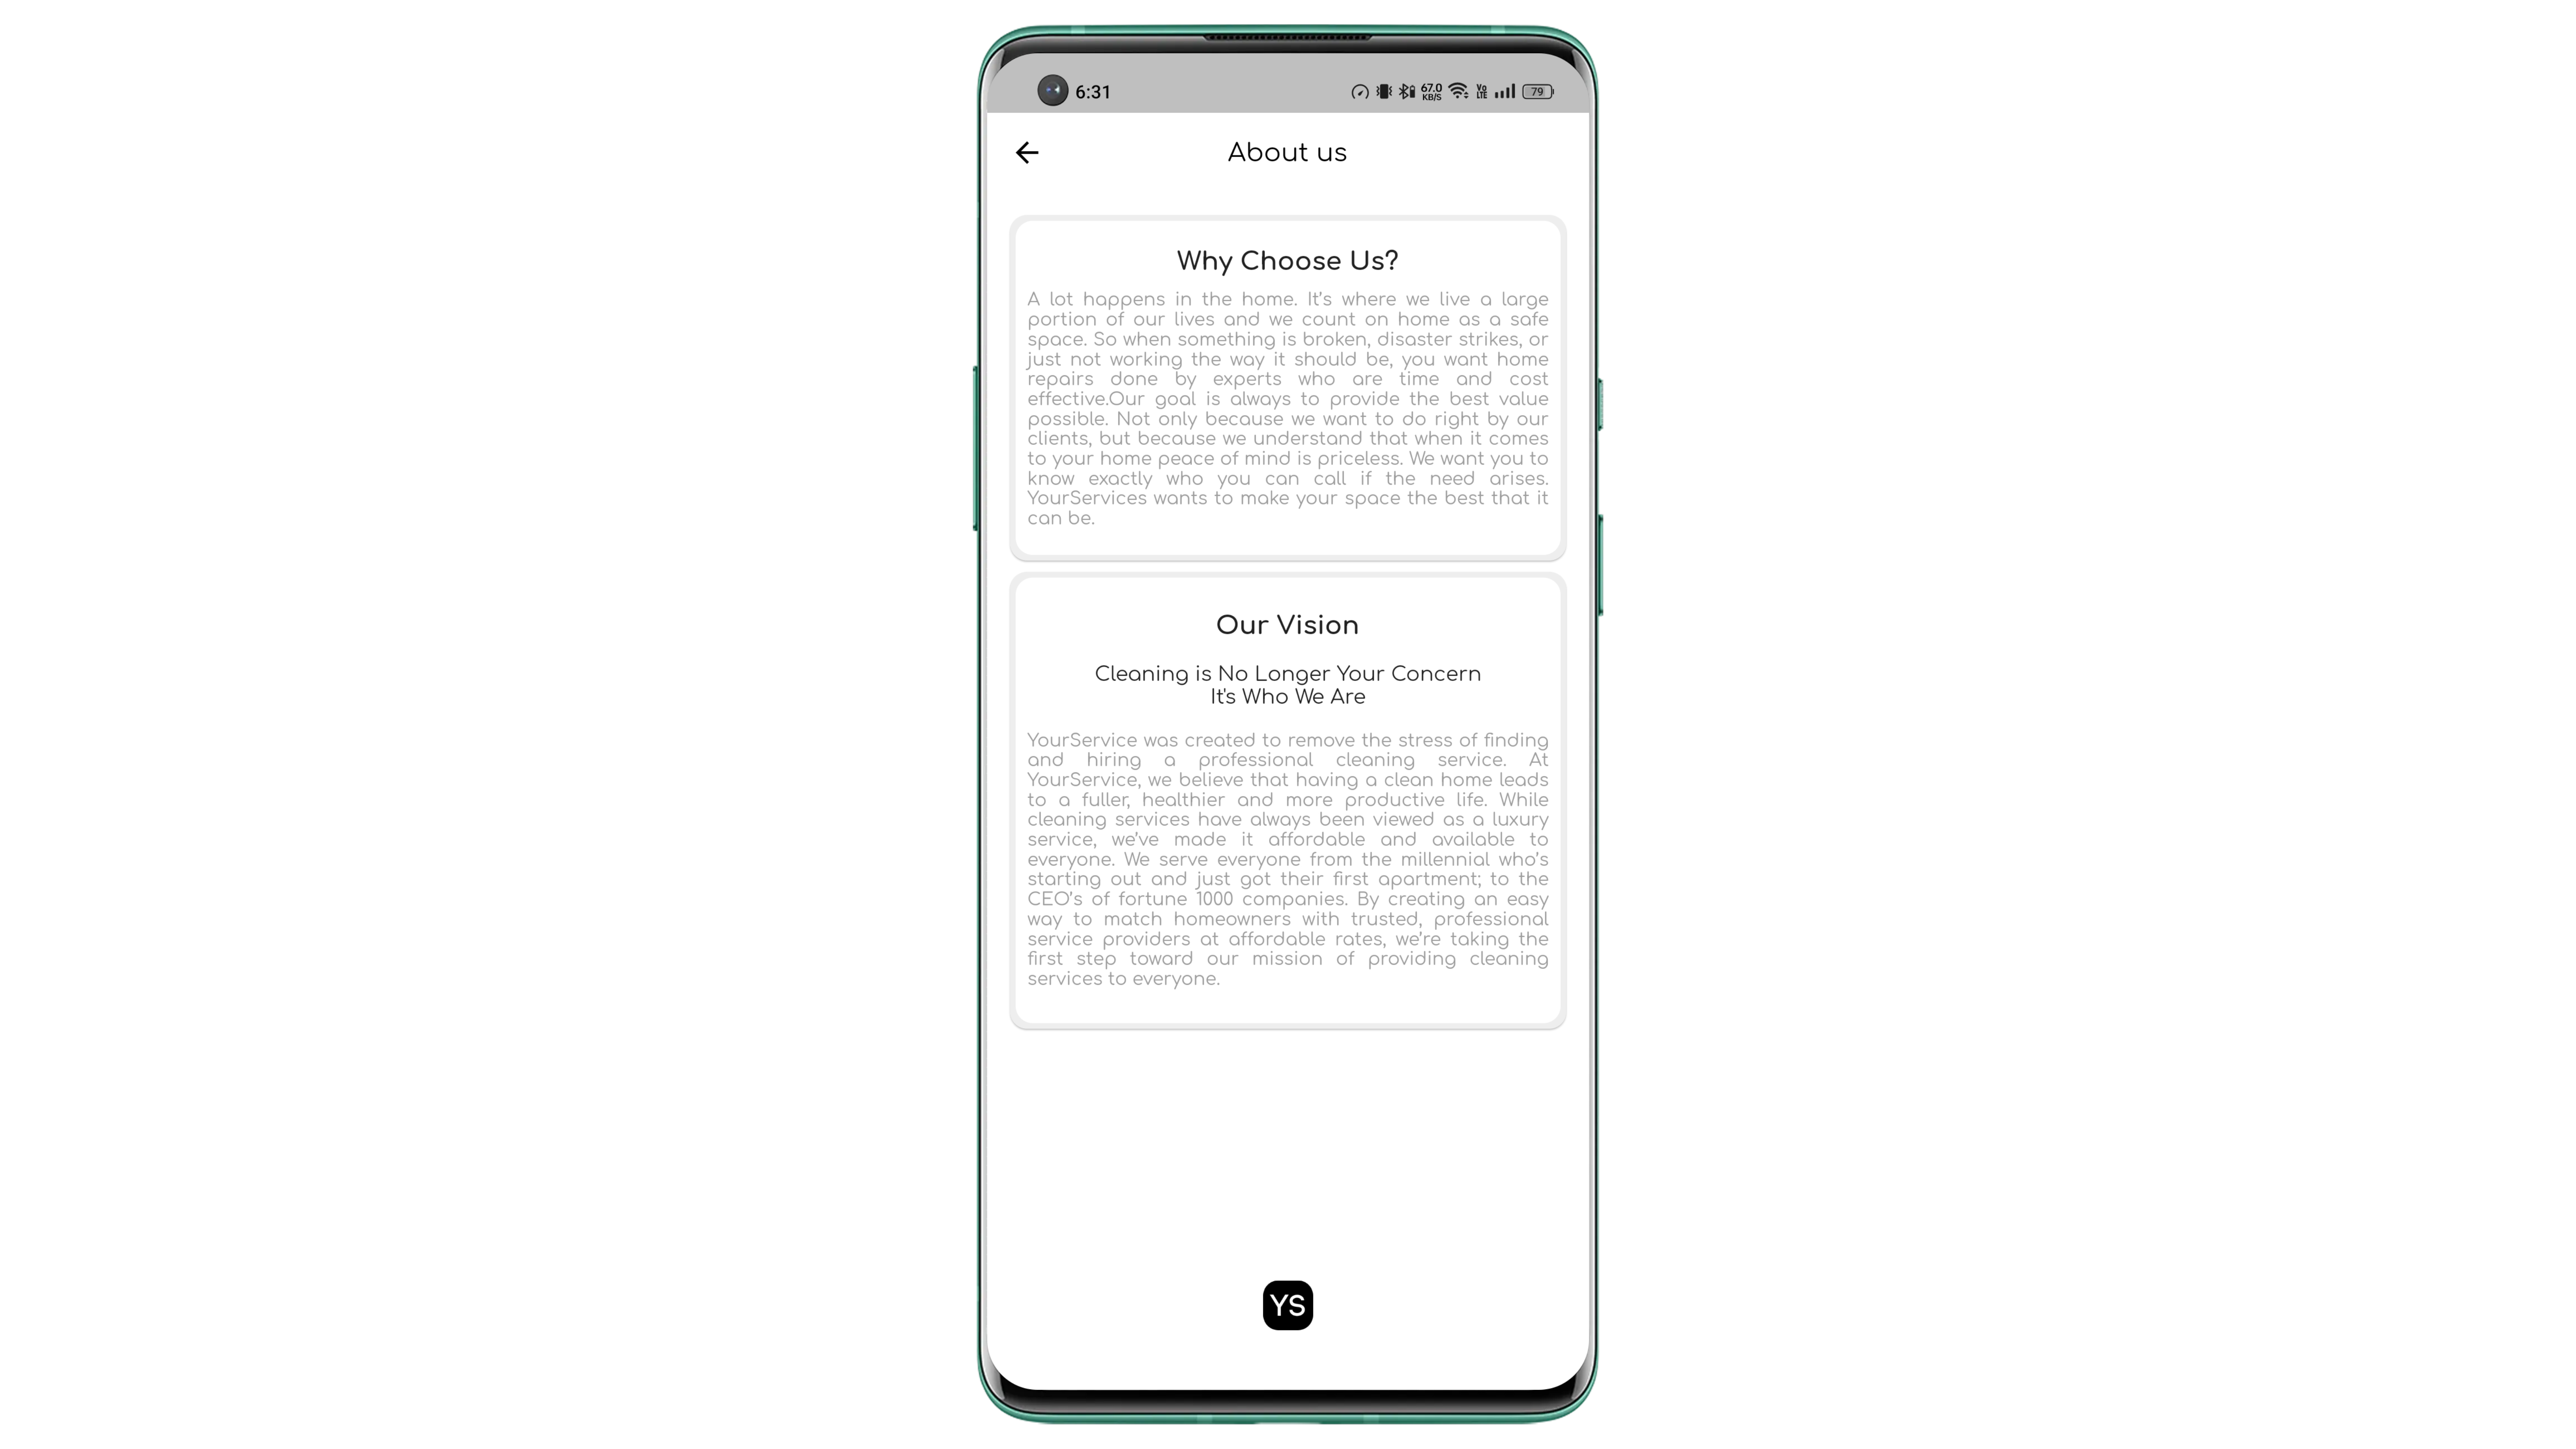 6:31
67.0
KB/S
Vo
LTE
79
About us
Why Choose Us?
A lot happens in the home. It's where we live a large
portion of our lives and we count on home as a safe
space. So when something is broken, disaster strikes, or
just not working the way it should be, you want home
repairs done by experts who are time and cost
effective.Our goal is always to provide the best value
possible. Not only because we want to do right by our
clients, but because we understand that when it comes
to your home peace of mind is priceless. We want you to
know exactly who you can call if the need arises.
YourServices wants to make your space the best that it
can be.
Our Vision
Cleaning is No Longer Your Concern
It's Who We Are
YourService was created to remove the stress of finding
and hiring a professional cleaning service. At
YourService, we believe that having a clean home leads
to a fuller, healthier and more productive life. While
cleaning services have always been viewed as a luxury
service, we've made it affordable and available to
everyone. We serve everyone from the millennial who's
starting out and just got their first apartment; to the
CEO's of fortune 1000 companies. By creating an easy
way to match homeowners with trusted, professional
service providers at affordable rates, we're taking the
first step toward our mission of providing cleaning
services to everyone.
YS